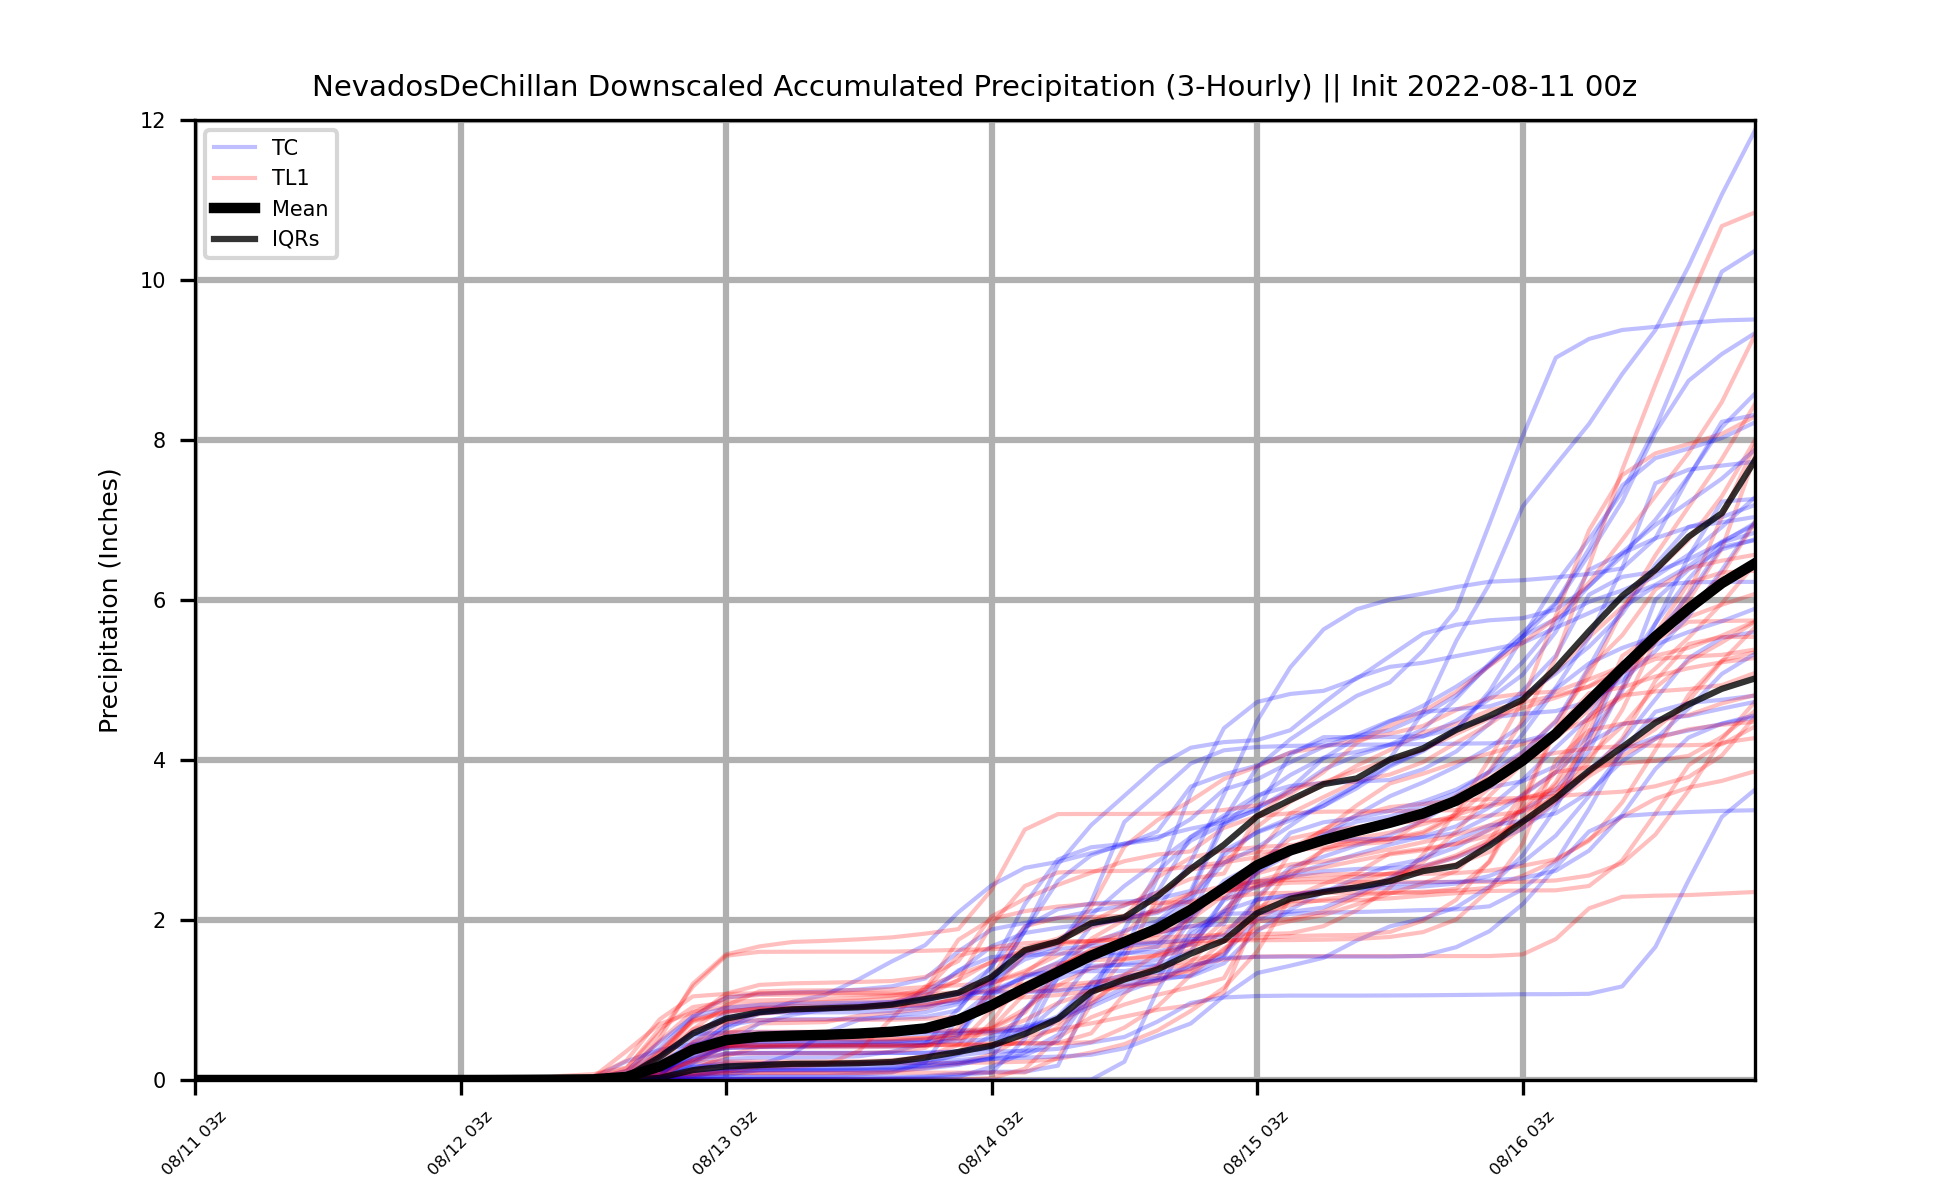 NevadosDeChillan Downscaled Accumulated Precipitation (3-Hourly) || Init 2022-08-11 00z
12
10
8
6
4
2
0
Precipitation (Inches)
TC
TL1
Mean
IQRs
08/11 03z
08/12 03z
08/13 03z
08/14 03z
08/15 03z
08/16 03z